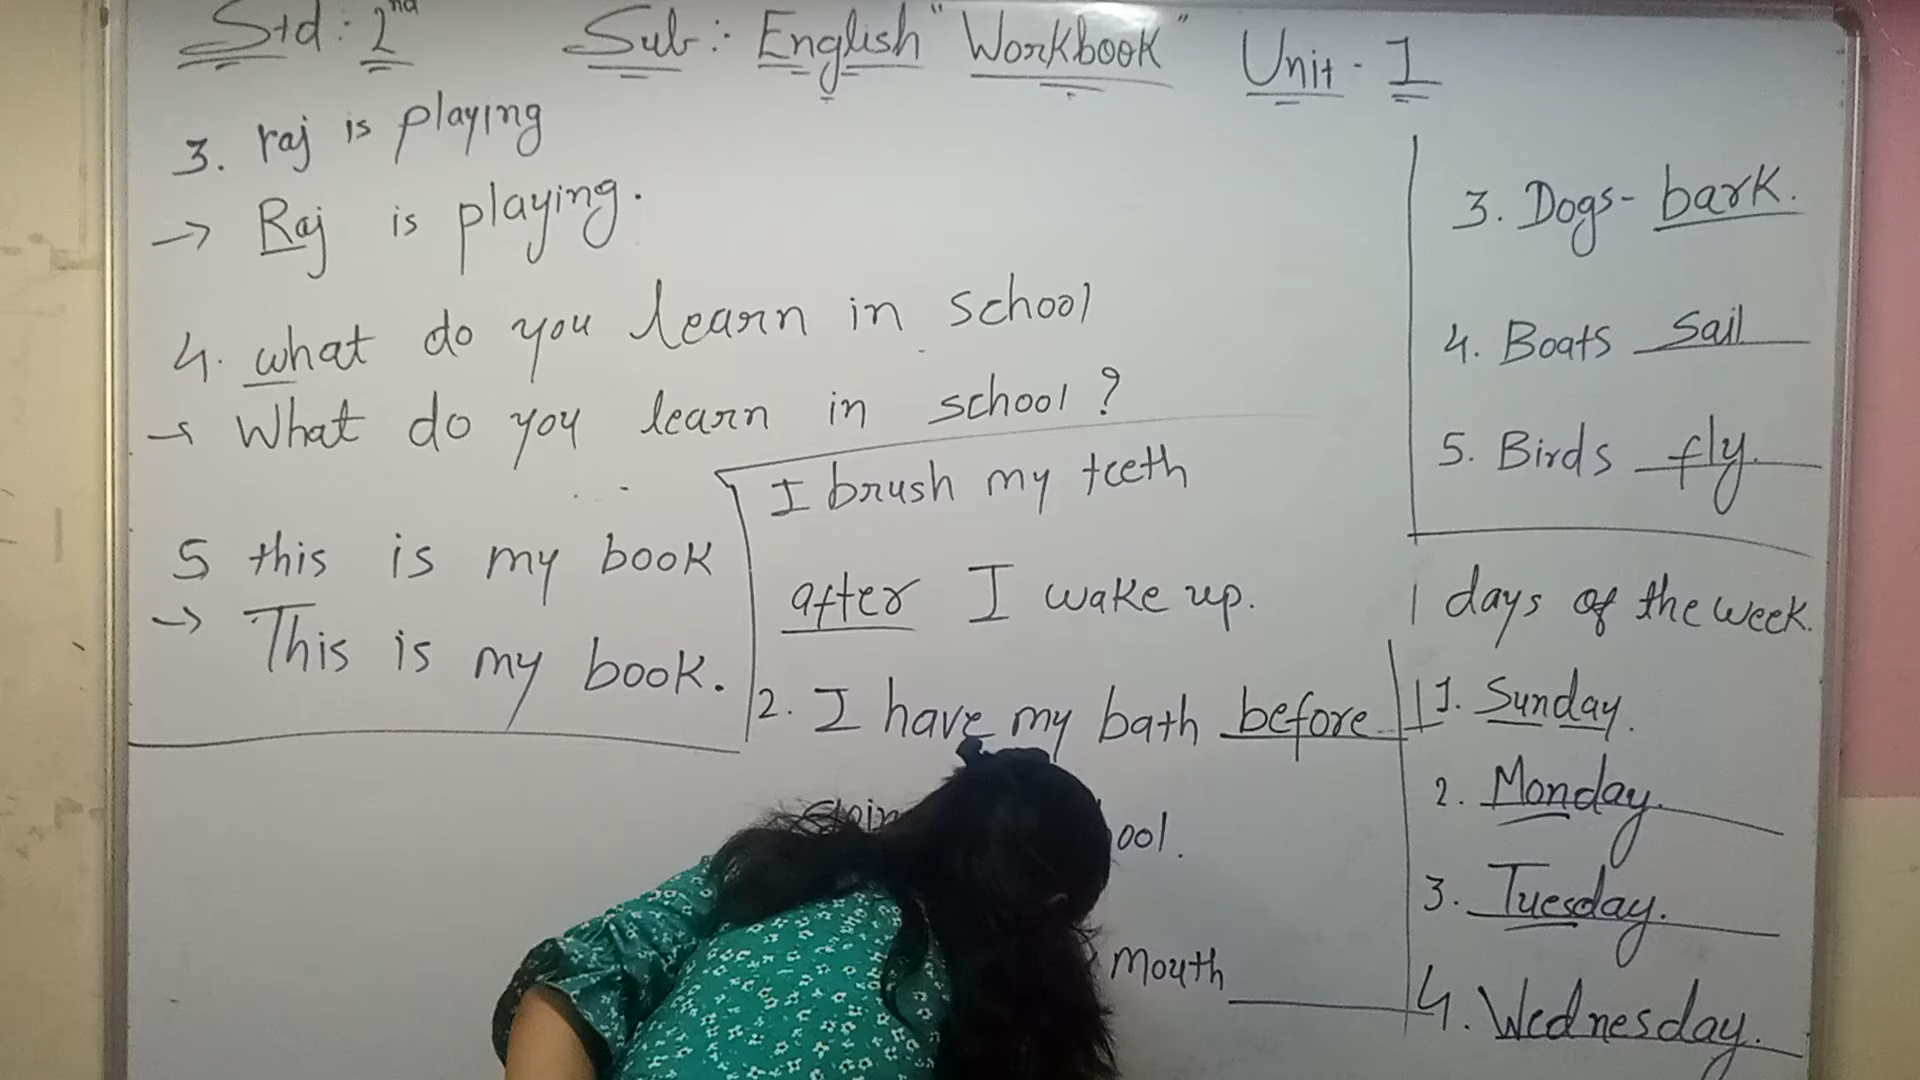 Std : 2nd Sub :- English "Workbook" Unit - 1
3. raj is playing
→ Raj is playing.
4. what do you learn in school
→ What do you learn in school ?
5 this is my book
→ This is my book.
I brush my teeth
after I wake up.
2. I have my bath before
ool.
Mouth
3. Dogs - bark.
4. Boats sail
5. Birds fly.
days of the week.
1. Sunday.
2. Monday.
3. Tuesday.
4. Wednesday.